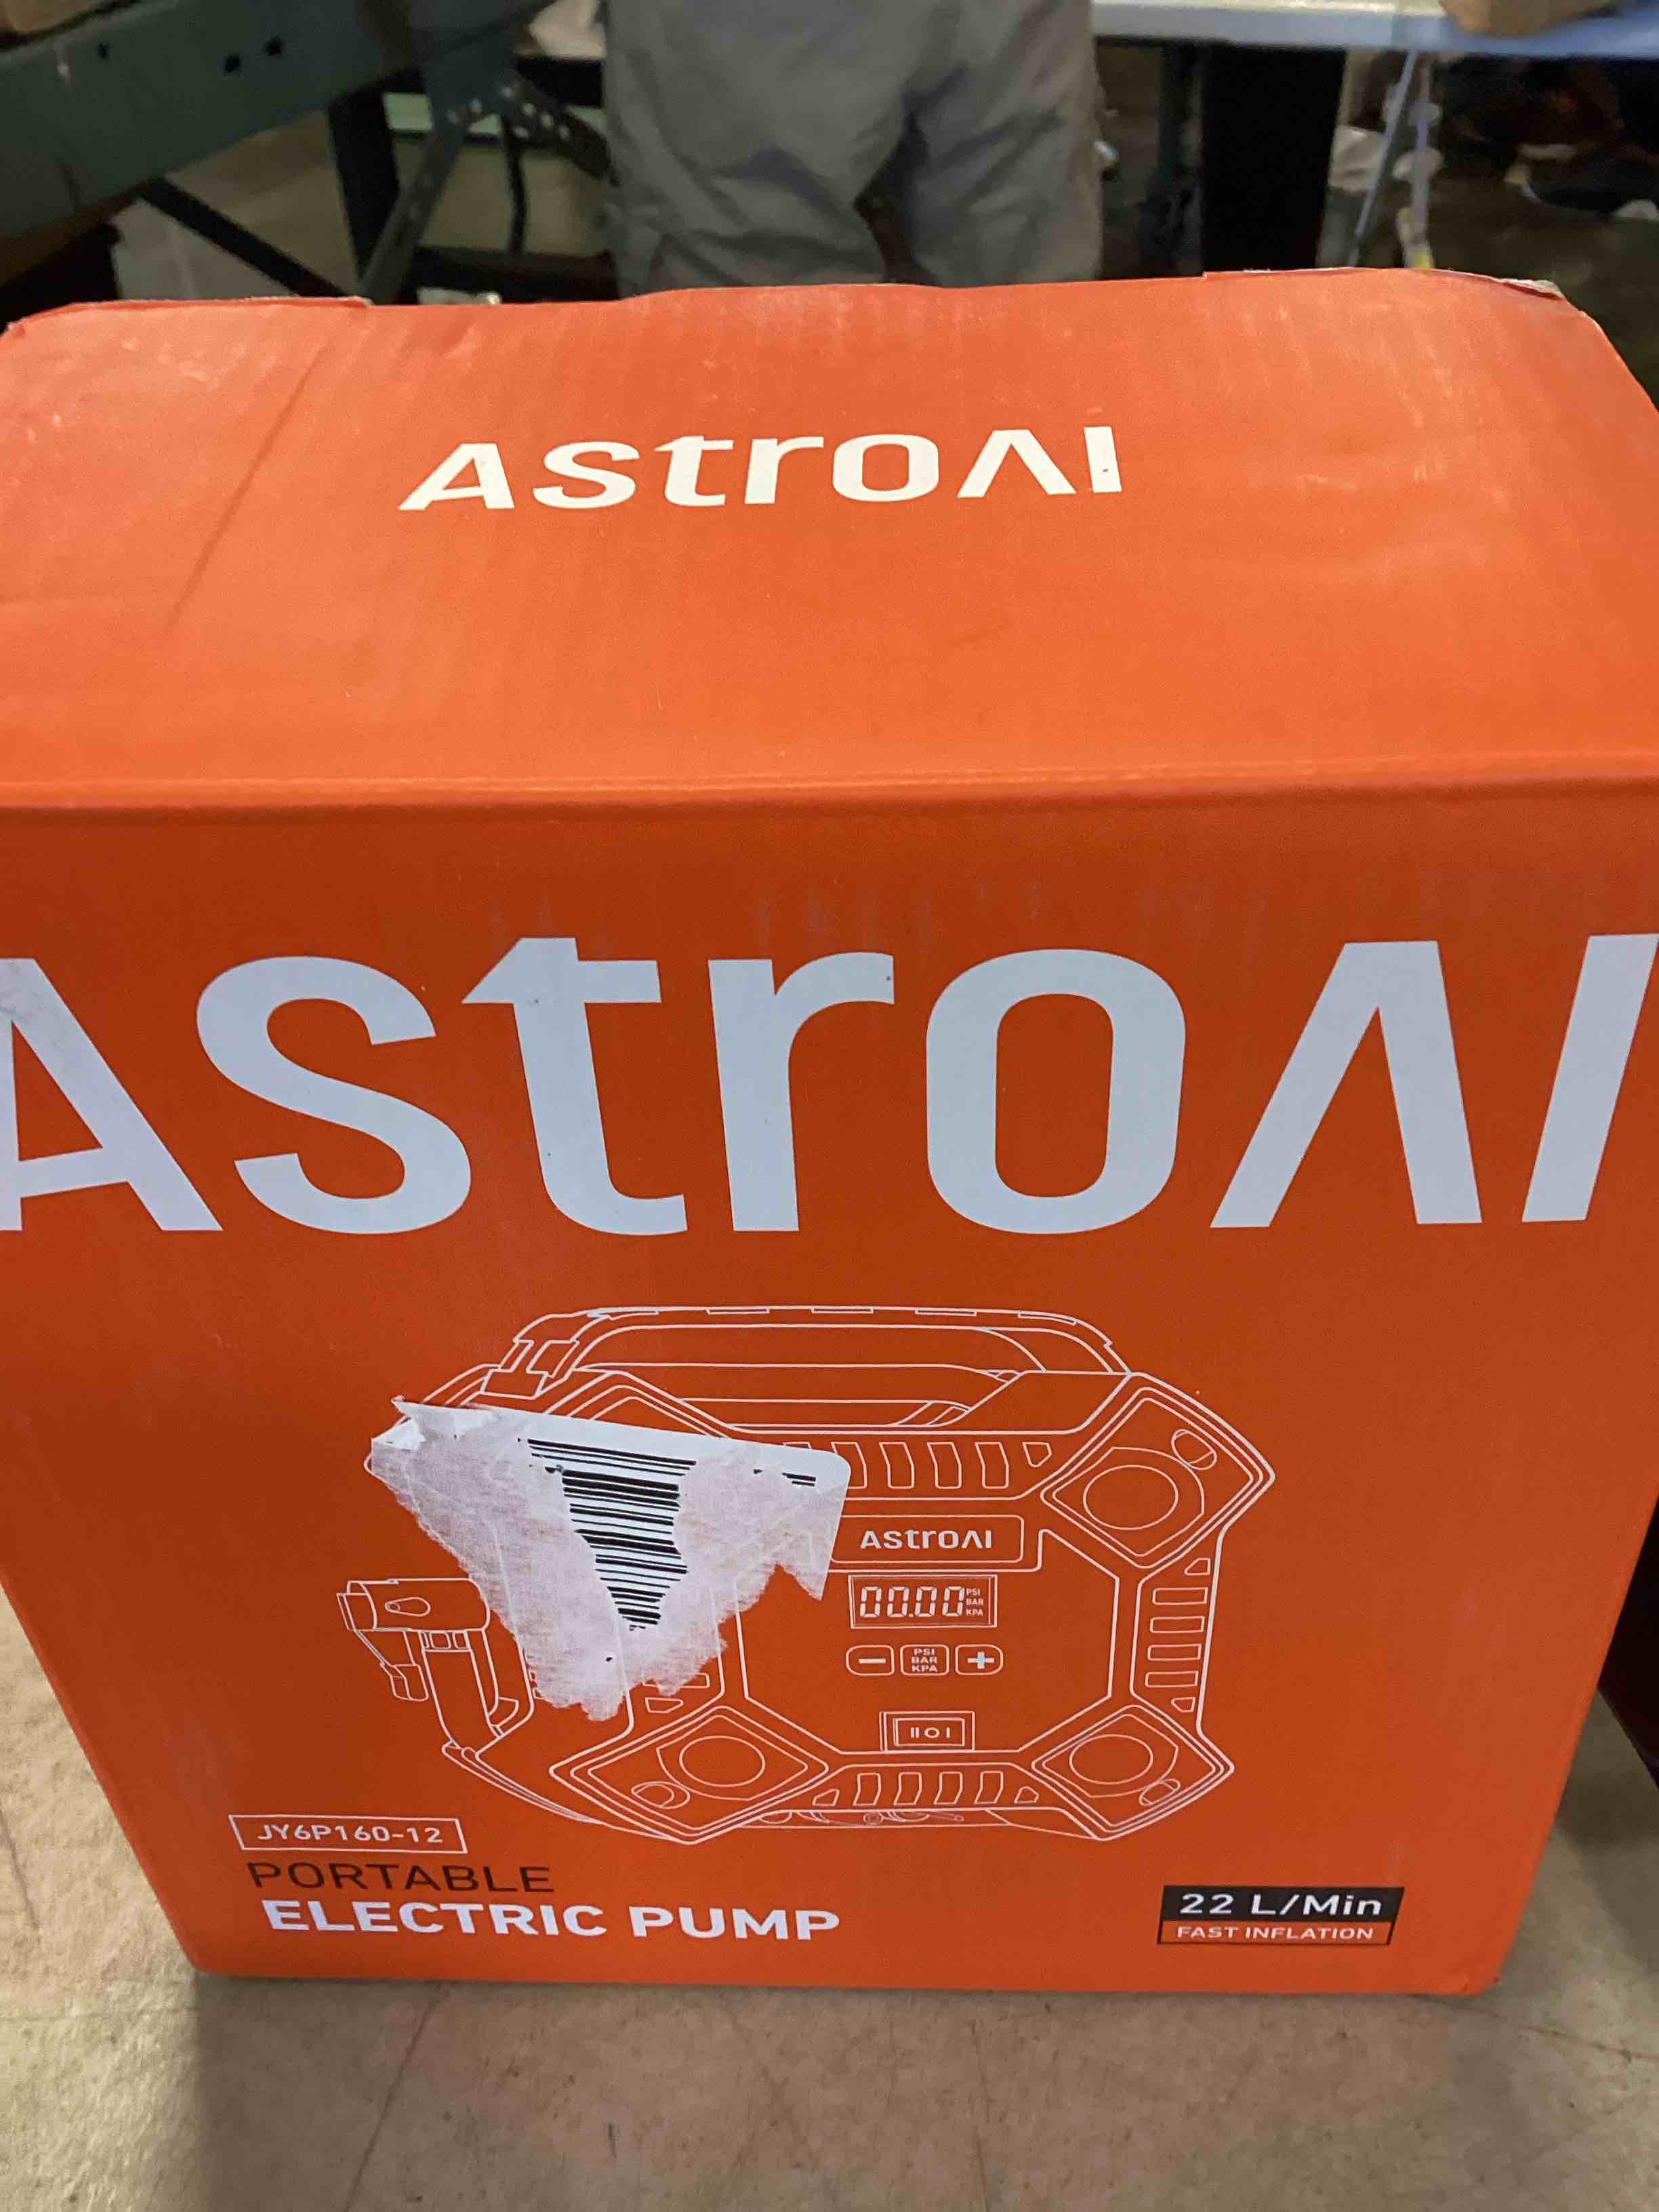 AstroAI
AstroAI
AstroAI
00.00 PSI
BAR
KPA
− PSI
BAR
KPA +
II O I
JY6P160-12
PORTABLE
ELECTRIC PUMP
22 L/Min
FAST INFLATION